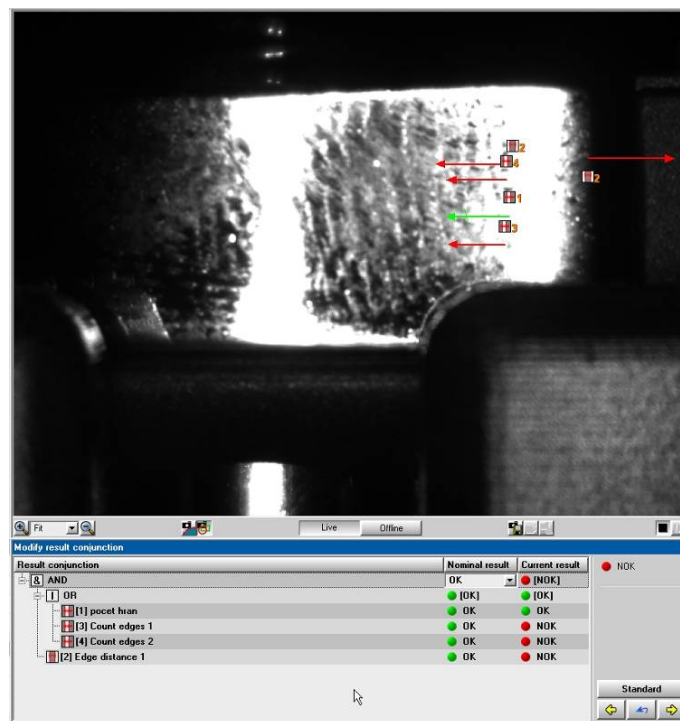 2
4
2
1
3
Fit
Live
Offline
Modify result conjunction
Result conjunction Nominal result Current result
NOK
& AND OK [NOK]
OR [OK] [OK]
[1] pocet hran OK OK
[3] Count edges 1 OK NOK
[4] Count edges 2 OK NOK
[2] Edge distance 1 OK NOK
Standard